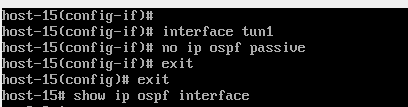 host-15(config-if)#
host-15(config-if)# interface tun1
host-15(config-if)# no ip ospf passive
host-15(config-if)# exit
host-15(config)# exit
host-15# show ip ospf interface